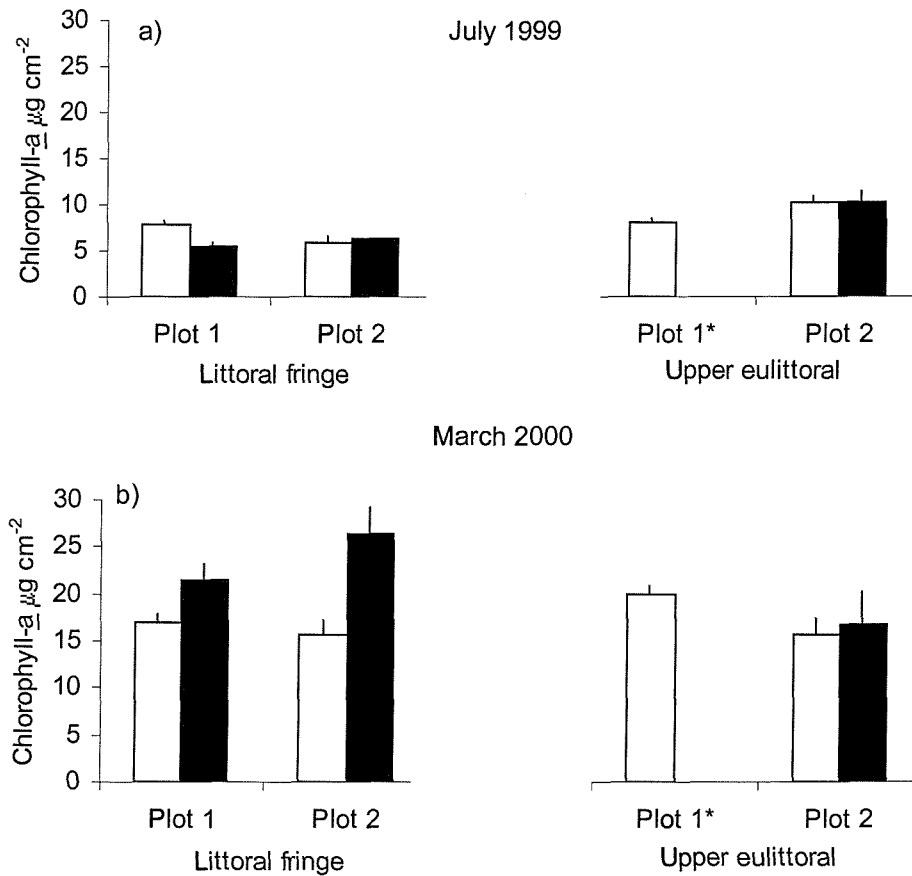 a)
July 1999
Chlorophyll-a µg cm-2
30
25
20
15
10
5
0
Plot 1
Plot 2
Plot 1*
Plot 2
Littoral fringe
Upper eulittoral
March 2000
b)
Chlorophyll-a µg cm-2
30
25
20
15
10
5
0
Plot 1
Plot 2
Plot 1*
Plot 2
Littoral fringe
Upper eulittoral